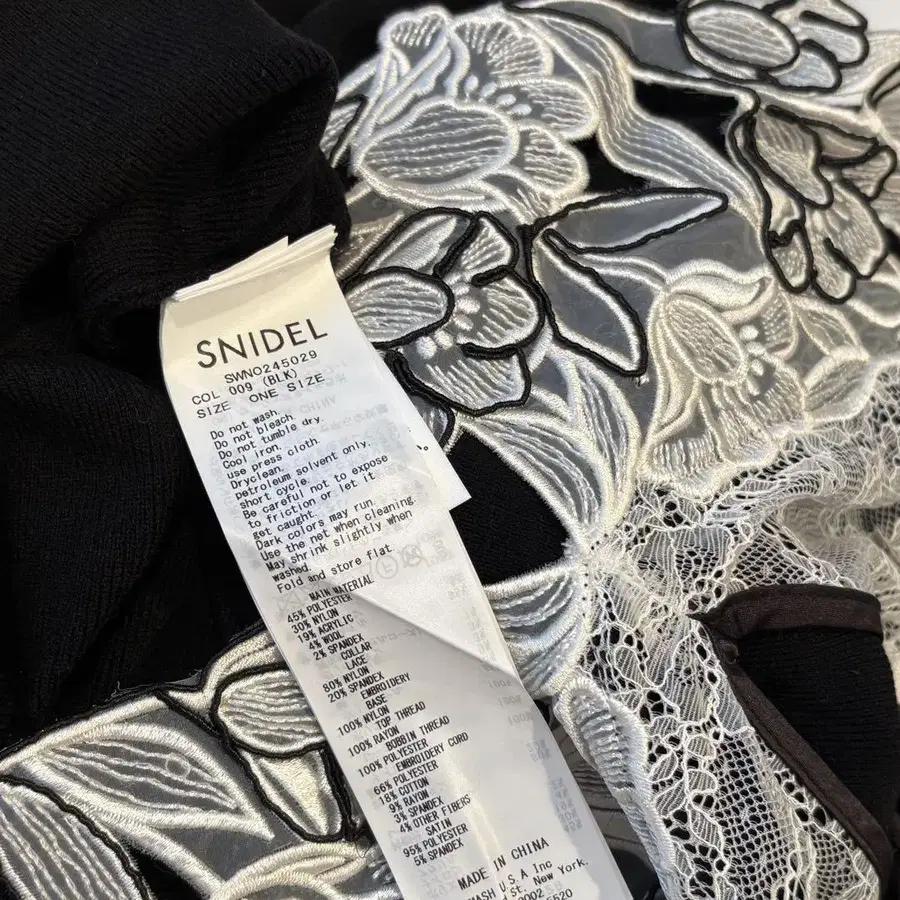 SNIDEL
SWNO245029
COL 009 (BLK)
SIZE ONE SIZE
Do not wash.
Do not bleach.
Do not tumble dry.
Cool iron.
use press cloth.
Dryclean.
petroleum solvent only.
short cycle.
Be careful not to expose
to friction or let it
get caught.
Dark colors may run.
Use the net when cleaning.
May shrink slightly when
washed.
Fold and store flat
MAIN MATERIAL
45% POLYESTER
30% NYLON
19% ACRYLIC
4% WOOL
2% SPANDEX
COLLAR
LACE
80% NYLON
20% SPANDEX
EMBROIDERY
BASE
100% NYLON
TOP THREAD
100% RAYON
BOBBIN THREAD
100% POLYESTER
EMBROIDERY CORD
66% POLYESTER
18% COTTON
9% RAYON
3% SPANDEX
4% OTHER FIBERS
SATIN
95% POLYESTER
5% SPANDEX
MADE IN CHINA
MASH U.S.A Inc
St. New York.
0002
5520